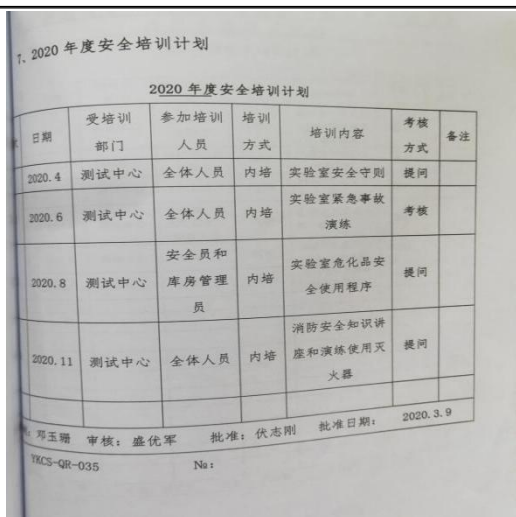 7、2020 年度安全培训计划
2020 年度安全培训计划
日期 受培训部门 参加培训人员 培训方式 培训内容 考核方式 备注
2020.4 测试中心 全体人员 内培 实验室安全守则 提问
2020.6 测试中心 全体人员 内培 实验室紧急事故演练 考核
2020.8 测试中心 安全员和库房管理员 内培 实验室危化品安全使用程序 提问
2020.11 测试中心 全体人员 内培 消防安全知识讲座和演练使用灭火器 提问
邓玉珊 审核：盛优军 批准：伏志刚 批准日期： 2020.3.9
YKCS-QR-035 №：